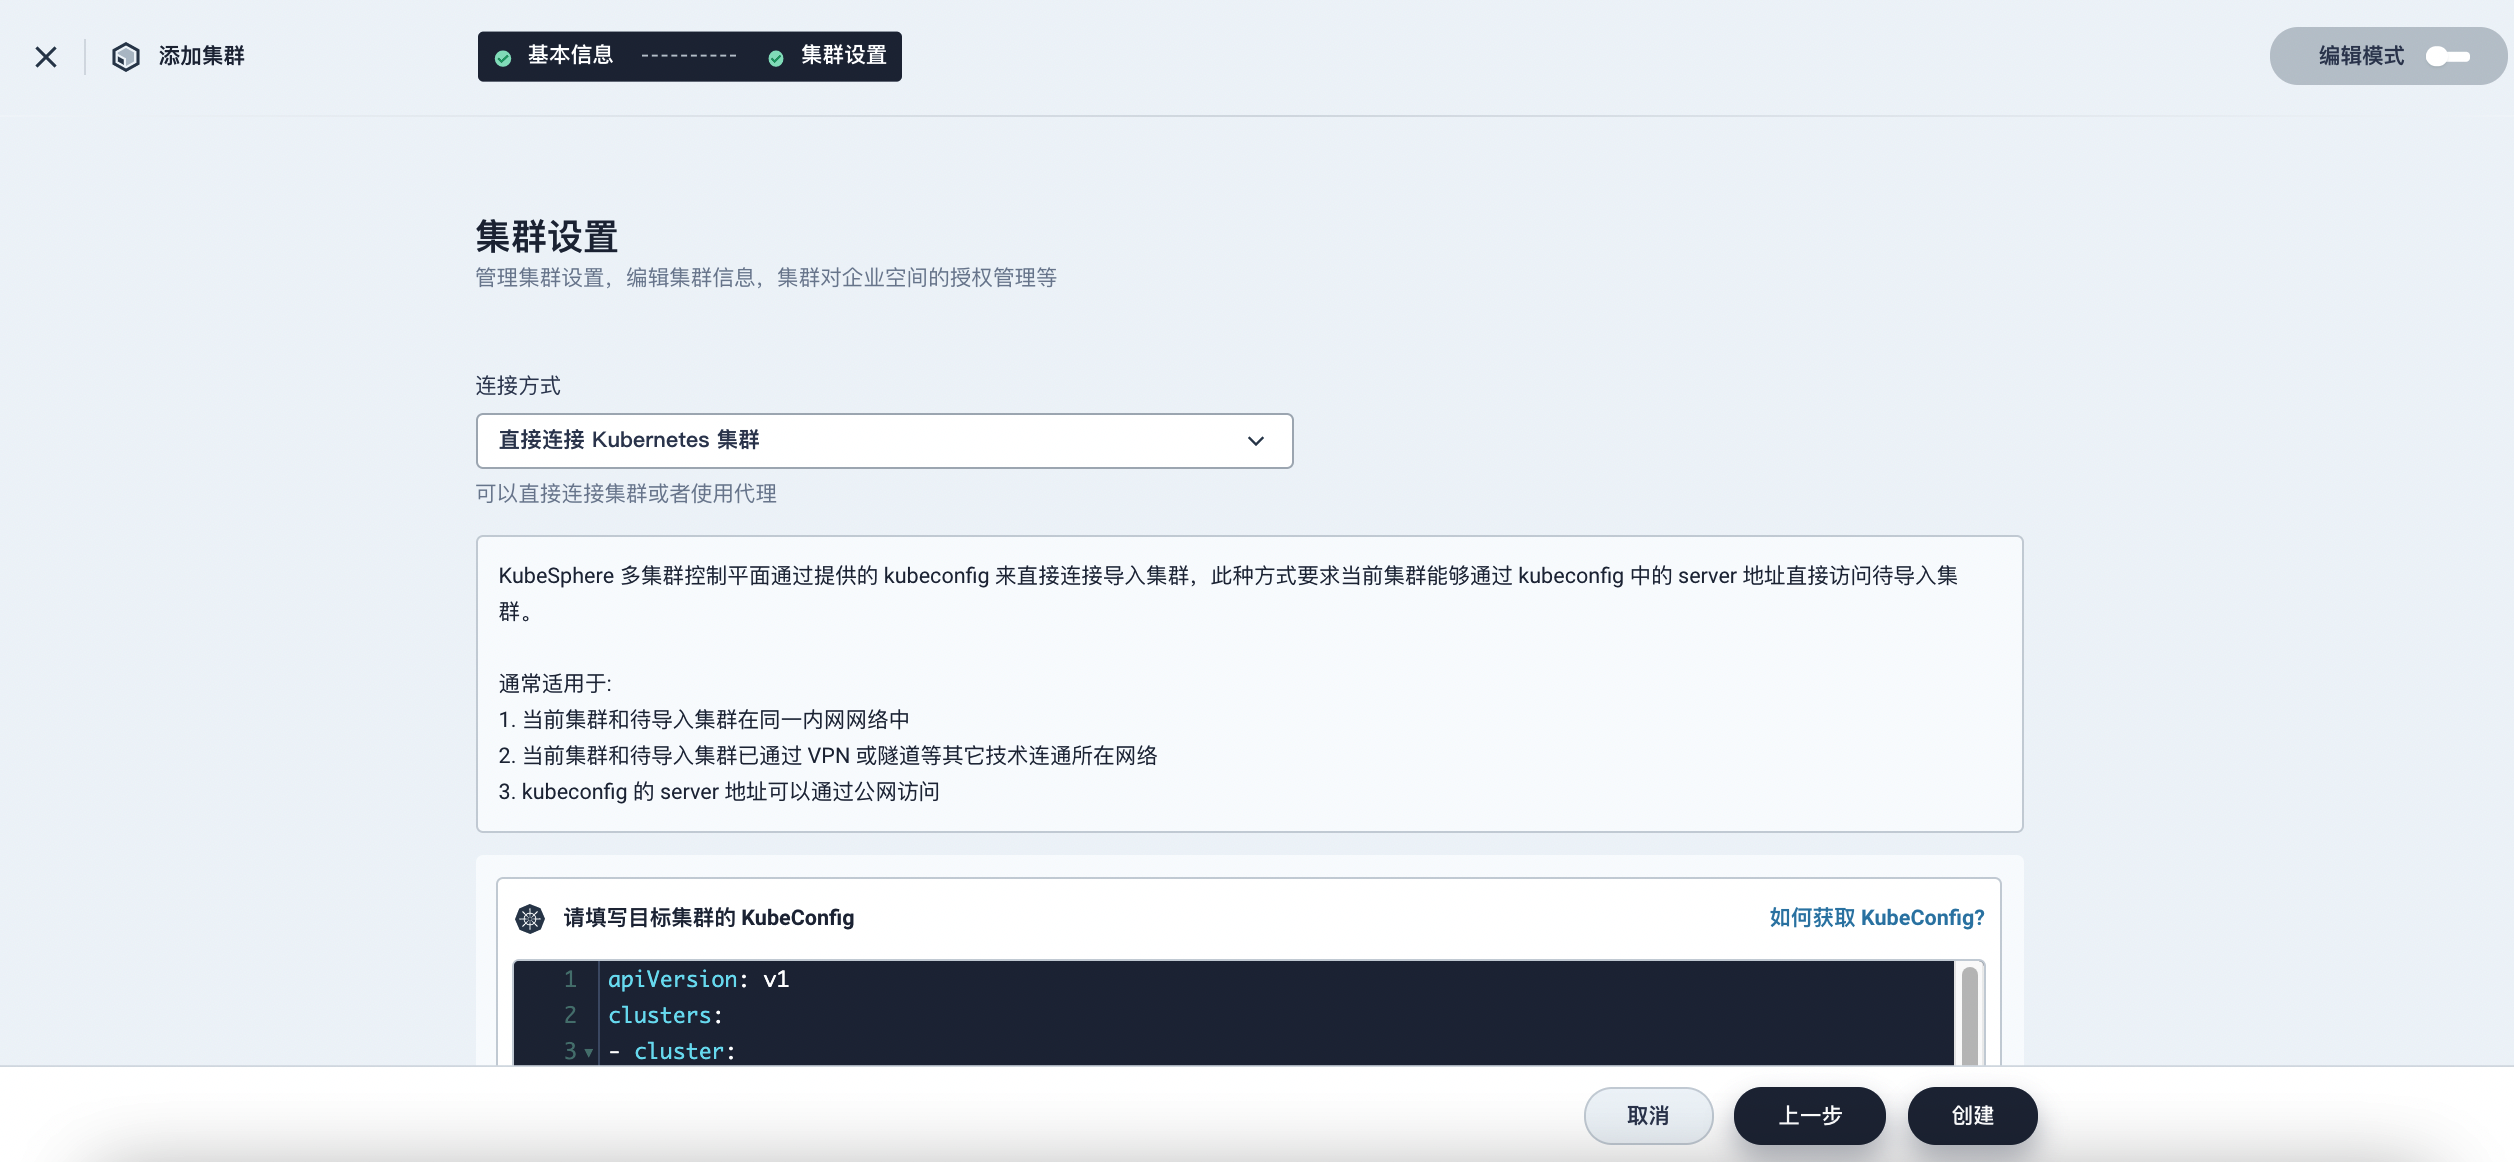 添加集群
基本信息
集群设置
编辑模式
集群设置
管理集群设置，编辑集群信息，集群对企业空间的授权管理等
连接方式
直接连接 Kubernetes 集群
可以直接连接集群或者使用代理
KubeSphere 多集群控制平面通过提供的 kubeconfig 来直接连接导入集群，此种方式要求当前集群能够通过 kubeconfig 中的 server 地址直接访问待导入集
群。
通常适用于:
1. 当前集群和待导入集群在同一内网网络中
2. 当前集群和待导入集群已通过 VPN 或隧道等其它技术连通所在网络
3. kubeconfig 的 server 地址可以通过公网访问
请填写目标集群的 KubeConfig
如何获取 KubeConfig?
1 apiVersion: v1
2 clusters:
3 - cluster:
取消
上一步
创建